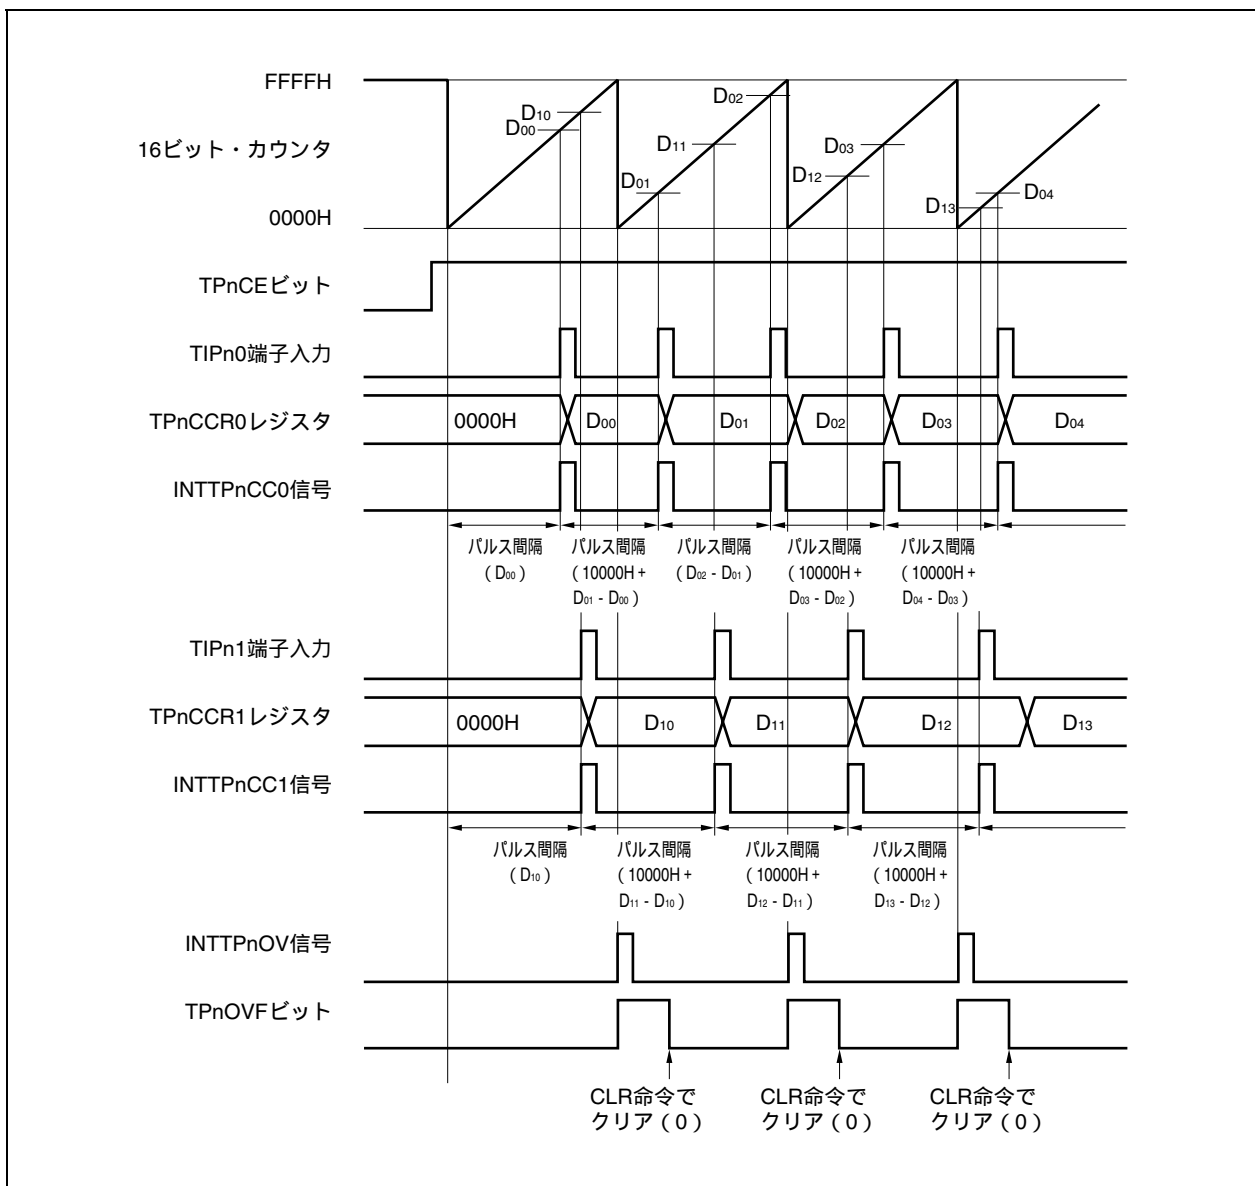 FFFFH
D10
D00
D02
16ビット・カウンタ
D11
D03
D12
D01
D04
D13
0000H
TPnCEビット
TIPn0端子入力
TPnCCR0レジスタ
0000H
D00
D01
D02
D03
D04
INTTPnCC0信号
パルス間隔
(D00)
パルス間隔
(10000H +
D01 - D00)
パルス間隔
(D02 - D01)
パルス間隔
(10000H +
D03 - D02)
パルス間隔
(10000H +
D04 - D03)
TIPn1端子入力
TPnCCR1レジスタ
0000H
D10
D11
D12
D13
INTTPnCC1信号
パルス間隔
(D10)
パルス間隔
(10000H +
D11 - D10)
パルス間隔
(10000H +
D12 - D11)
パルス間隔
(10000H +
D13 - D12)
INTTPnOV信号
TPnOVFビット
CLR命令で
クリア(0)
CLR命令で
クリア(0)
CLR命令で
クリア(0)